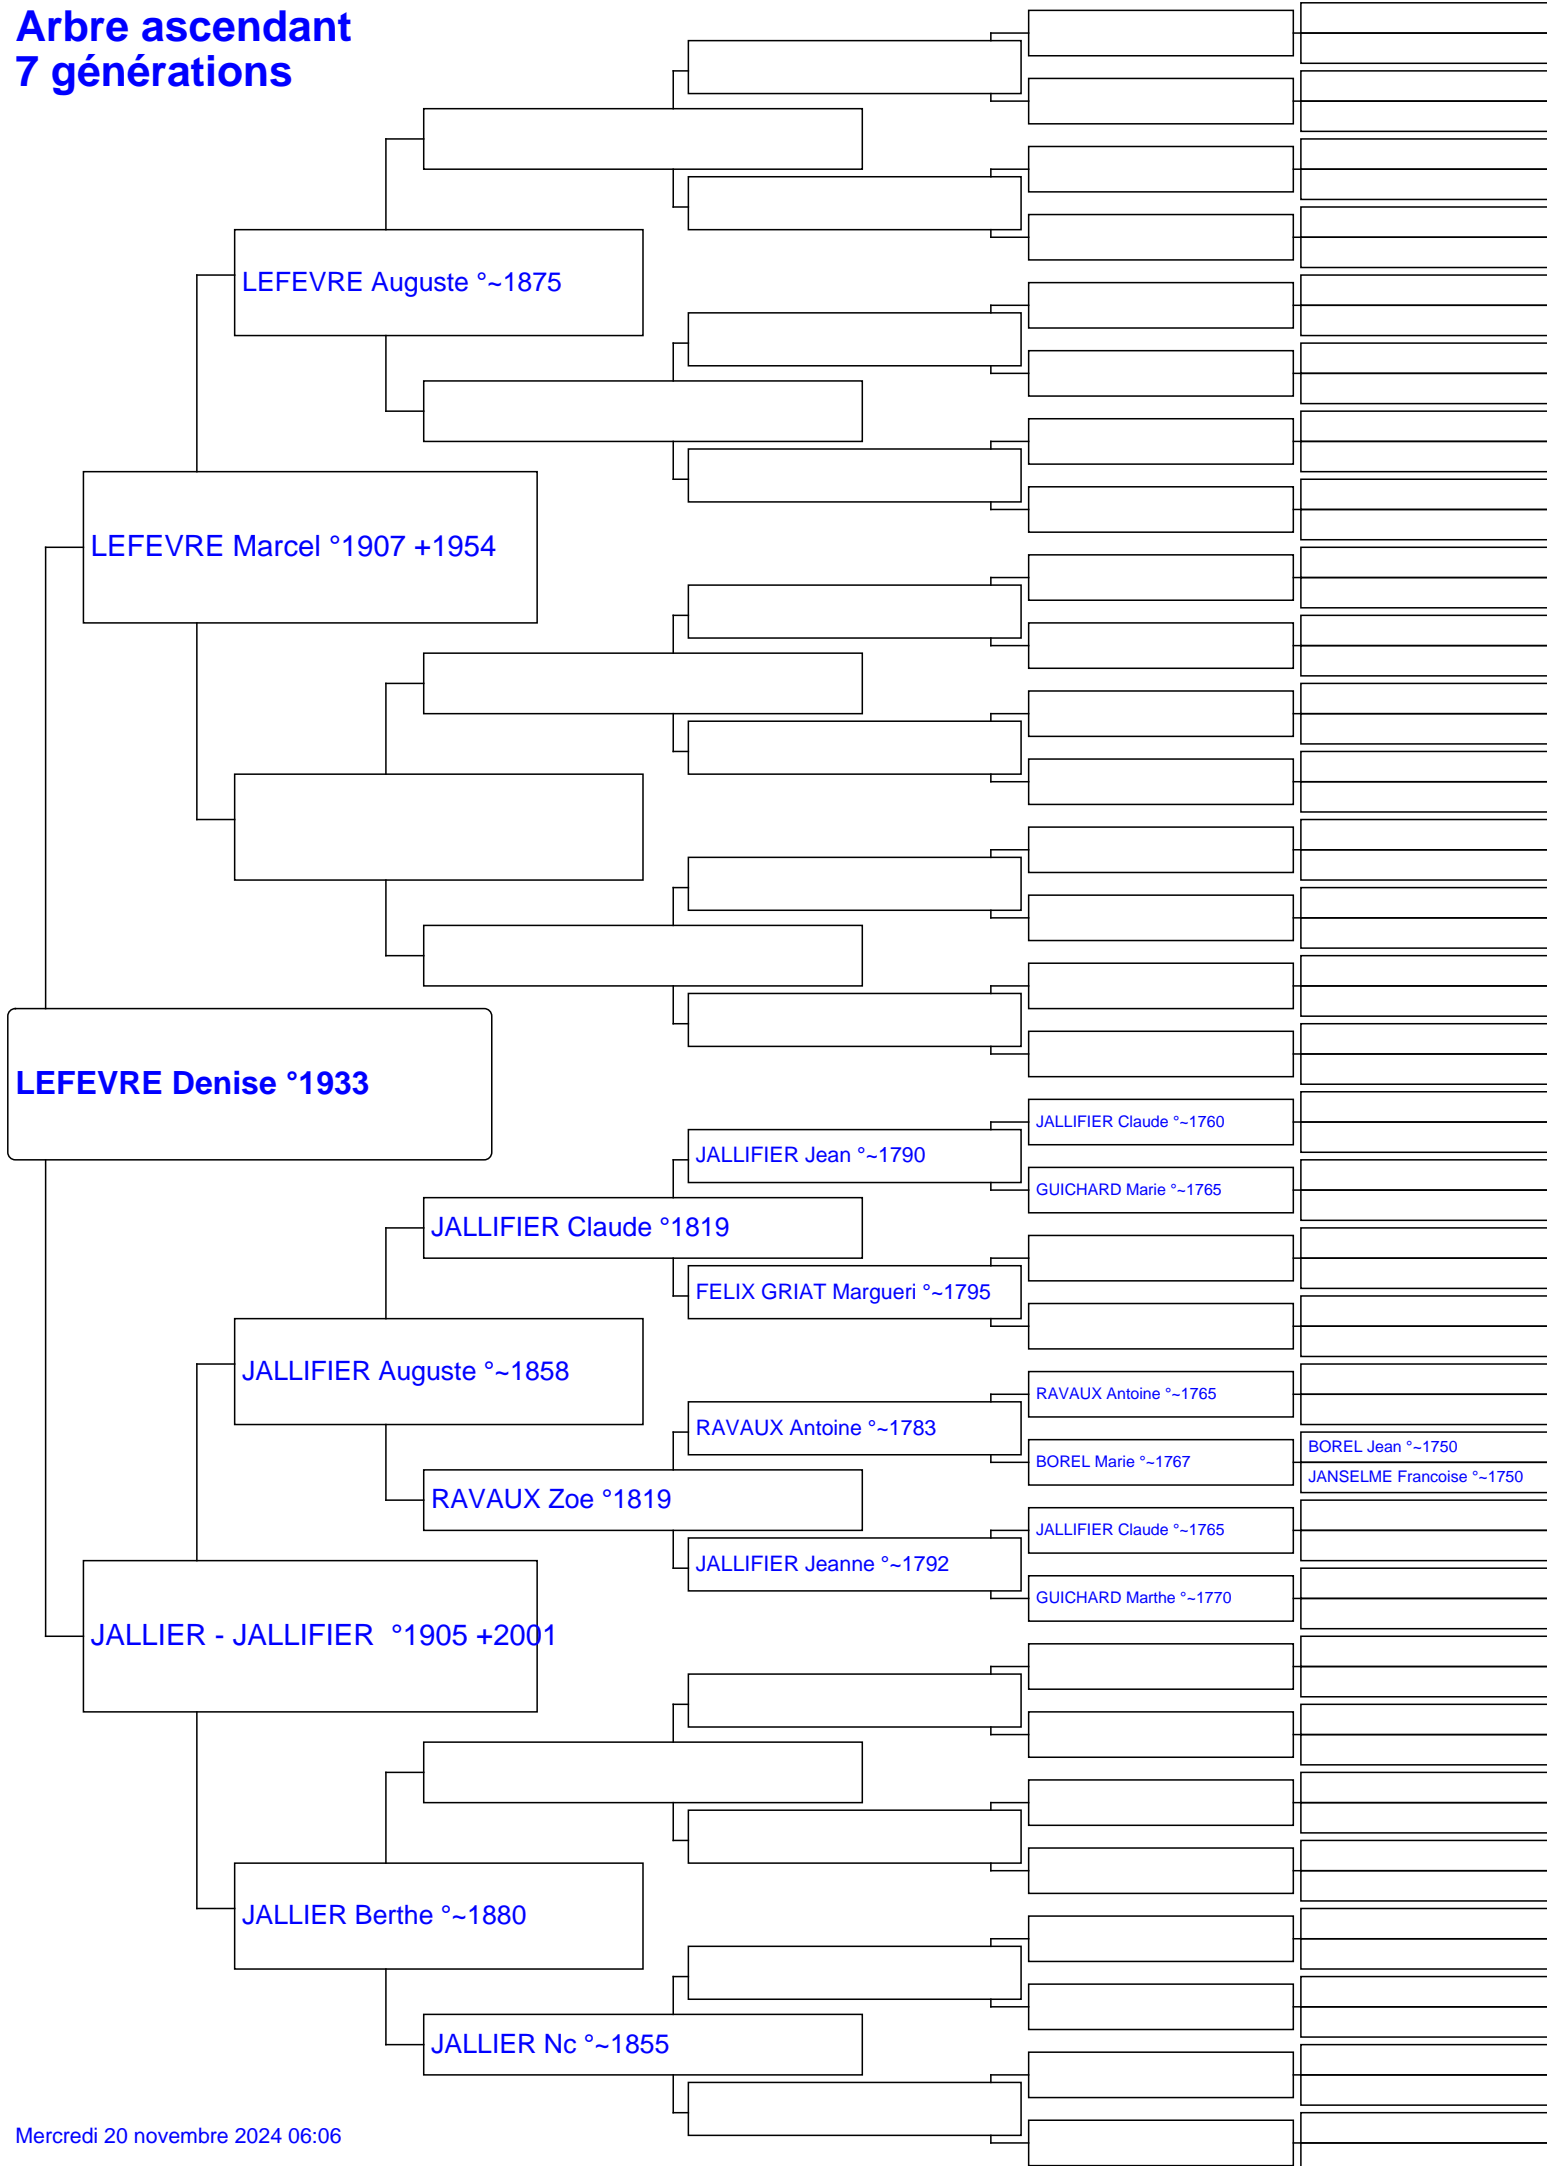 Arbre ascendant
7 générations
LEFEVRE Auguste °~1875
LEFEVRE Marcel °1907 +1954
LEFEVRE Denise °1933
JALLIFIER Claude °~1760
JALLIFIER Jean °~1790
GUICHARD Marie °~1765
JALLIFIER Claude °1819
FELIX GRIAT Margueri °~1795
JALLIFIER Auguste °~1858
RAVAUX Antoine °~1765
RAVAUX Antoine °~1783
BOREL Jean °~1750
BOREL Marie °~1767
JANSELME Francoise °~1750
RAVAUX Zoe °1819
JALLIFIER Claude °~1765
JALLIFIER Jeanne °~1792
GUICHARD Marthe °~1770
JALLIER - JALLIFIER °1905 +2001
JALLIER Berthe °~1880
JALLIER Nc °~1855
Mercredi 20 novembre 2024 06:06